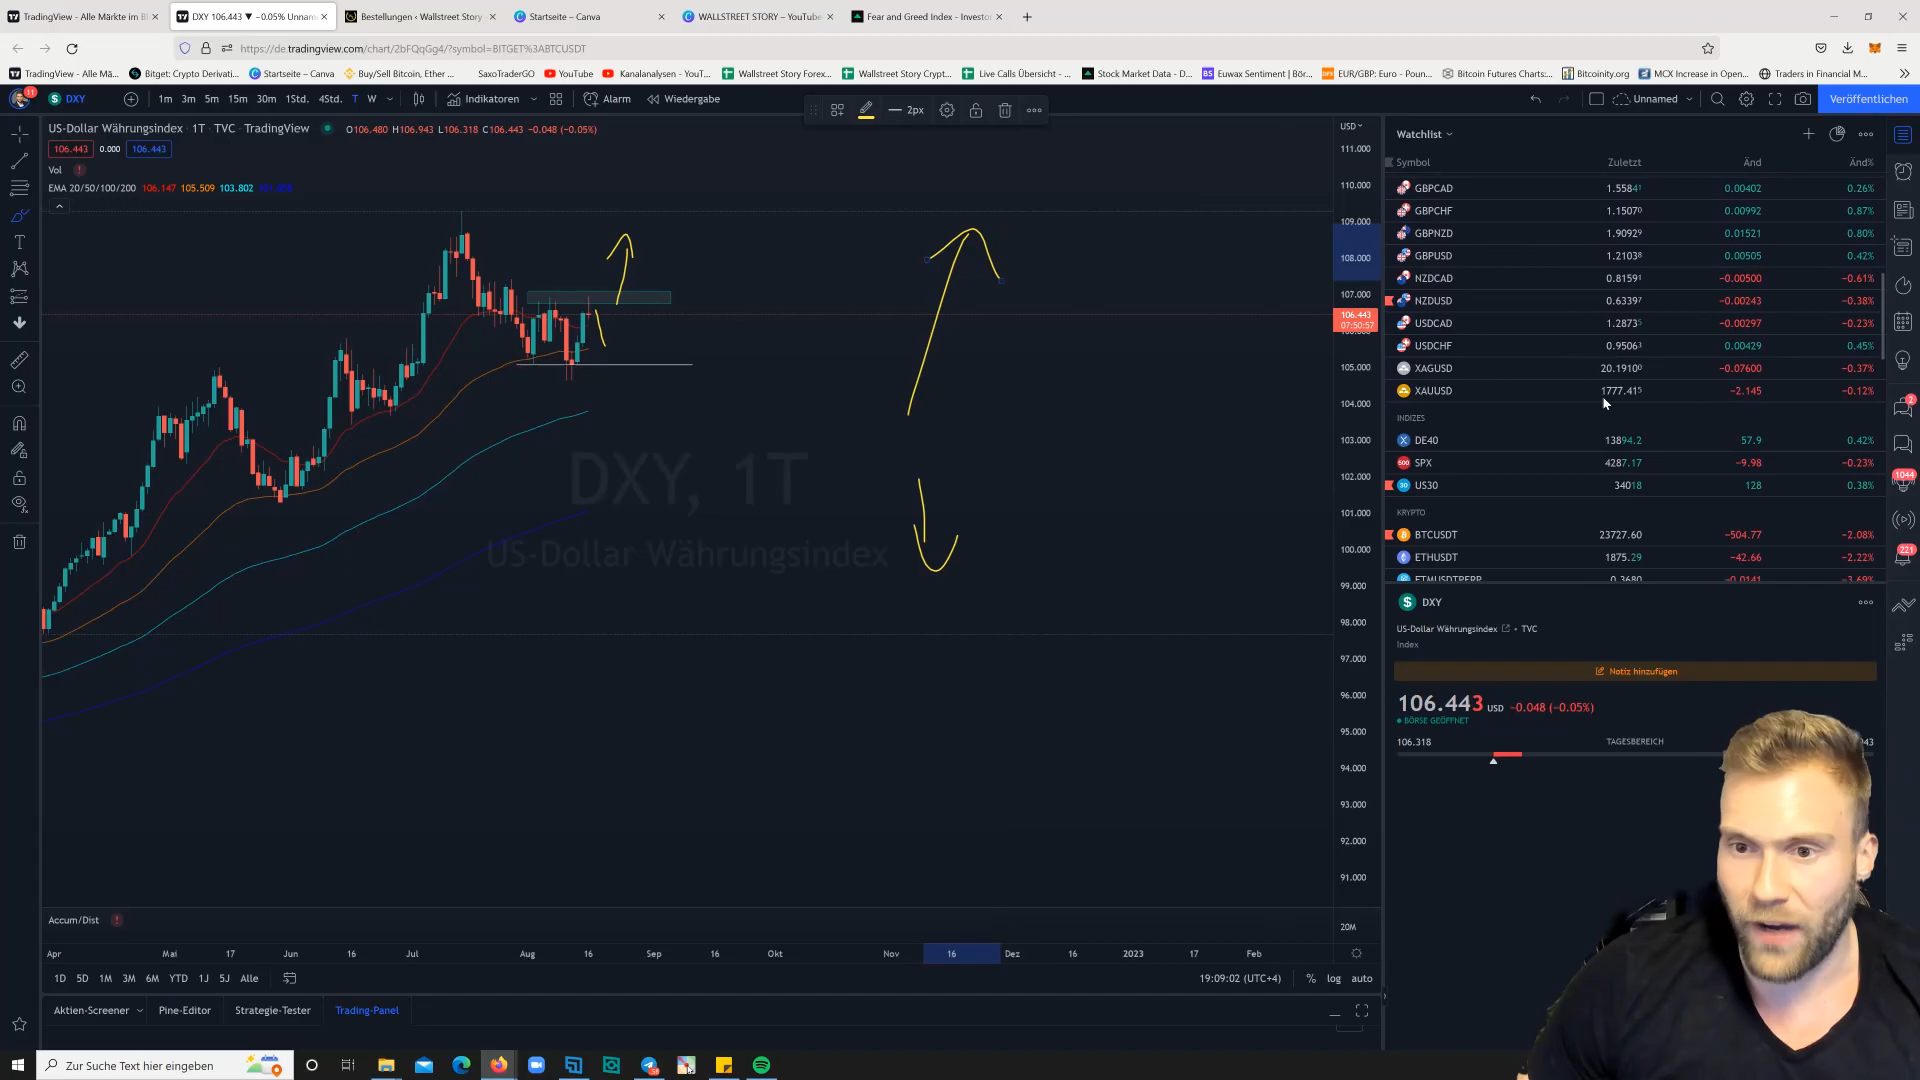 TradingView – Alle Märkte im Bl
DXY 106.443 ▼ −0.05% Unnam
Bestellungen ‹ Wallstreet Story
Startseite – Canva
WALLSTREET STORY – YouTube
Fear and Greed Index - Investo
https://de.tradingview.com/chart/2bFQqGg4/?symbol=BITGET%3ABTCUSDT
TradingView - Alle Mä...
Bitget: Crypto Derivati...
Startseite – Canva
Buy/Sell Bitcoin, Ether ...
SaxoTraderGO
YouTube
Kanalanalysen - YouT...
Wallstreet Story Forex...
Wallstreet Story Crypt...
Live Calls Übersicht - ...
Stock Market Data - D...
Euwax Sentiment | Bör...
EUR/GBP: Euro - Poun...
Bitcoin Futures Charts:...
Bitcoinity.org
MCX Increase in Open...
Traders in Financial M...
11
DXY
1m 3m 5m 15m 30m 1Std. 4Std. T W
Indikatoren
Alarm
Wiedergabe
2px
Unnamed
Veröffentlichen
US-Dollar Währungsindex · 1T · TVC · TradingView
O106.480 H106.943 L106.318 C106.443 −0.048 (−0.05%)
106.443 0.000 106.443
Vol
EMA 20/50/100/200 106.147 105.509 103.802
USD
111.000
110.000
109.000
108.000
107.000
106.443
07:50:57
105.000
104.000
103.000
102.000
101.000
100.000
99.000
98.000
97.000
96.000
95.000
94.000
93.000
92.000
91.000
20M
DXY, 1T
US-Dollar Währungsindex
Accum/Dist
Apr Mai 17 Jun 16 Jul Aug 16 Sep 16 Okt Nov 16 Dez 16 2023 17 Feb
1D 5D 1M 3M 6M YTD 1J 5J Alle
19:09:02 (UTC+4)
% log auto
Aktien-Screener
Pine-Editor
Strategie-Tester
Trading-Panel
Watchlist
Symbol Zuletzt Änd Änd%
GBPCAD 1.55841 0.00402 0.26%
GBPCHF 1.15070 0.00992 0.87%
GBPNZD 1.90929 0.01521 0.80%
GBPUSD 1.21038 0.00505 0.42%
NZDCAD 0.81591 −0.00500 −0.61%
NZDUSD 0.63397 −0.00243 −0.38%
USDCAD 1.28735 −0.00297 −0.23%
USDCHF 0.95063 0.00429 0.45%
XAGUSD 20.19100 −0.07600 −0.37%
XAUUSD 1777.415 −2.145 −0.12%
INDIZES
DE40 13894.2 57.9 0.42%
SPX 4287.17 −9.98 −0.23%
US30 34018 128 0.38%
KRYPTO
BTCUSDT 23727.60 −504.77 −2.08%
ETHUSDT 1875.29 −42.66 −2.22%
FTMUSDTPERP 0.3680 −0.0141 −3.69%
DXY
US-Dollar Währungsindex • TVC
Index
Notiz hinzufügen
106.443 USD −0.048 (−0.05%)
BÖRSE GEÖFFNET
106.318 TAGESBEREICH
2
1044
221
Zur Suche Text hier eingeben